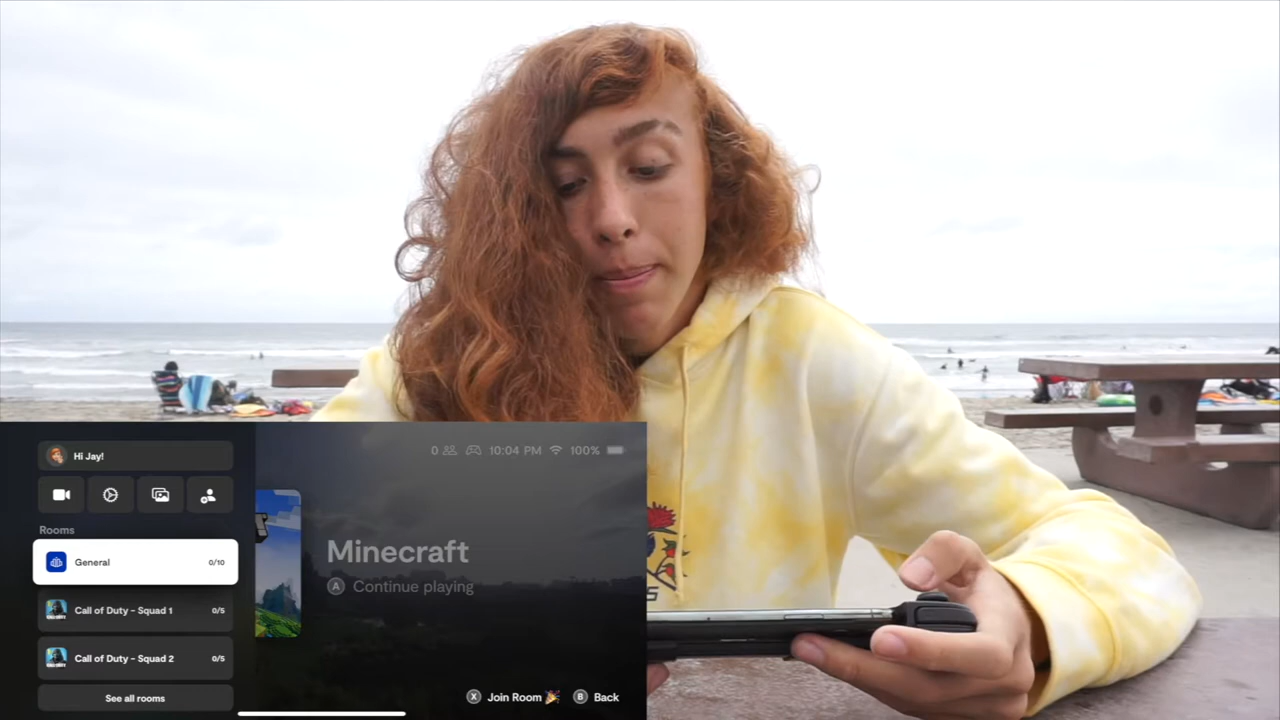 Hi Jay!
0 10:04 PM 100%
Rooms
General 0/10
Minecraft
A Continue playing
Call of Duty - Squad 1 0/5
Call of Duty - Squad 2 0/5
See all rooms
X Join Room B Back